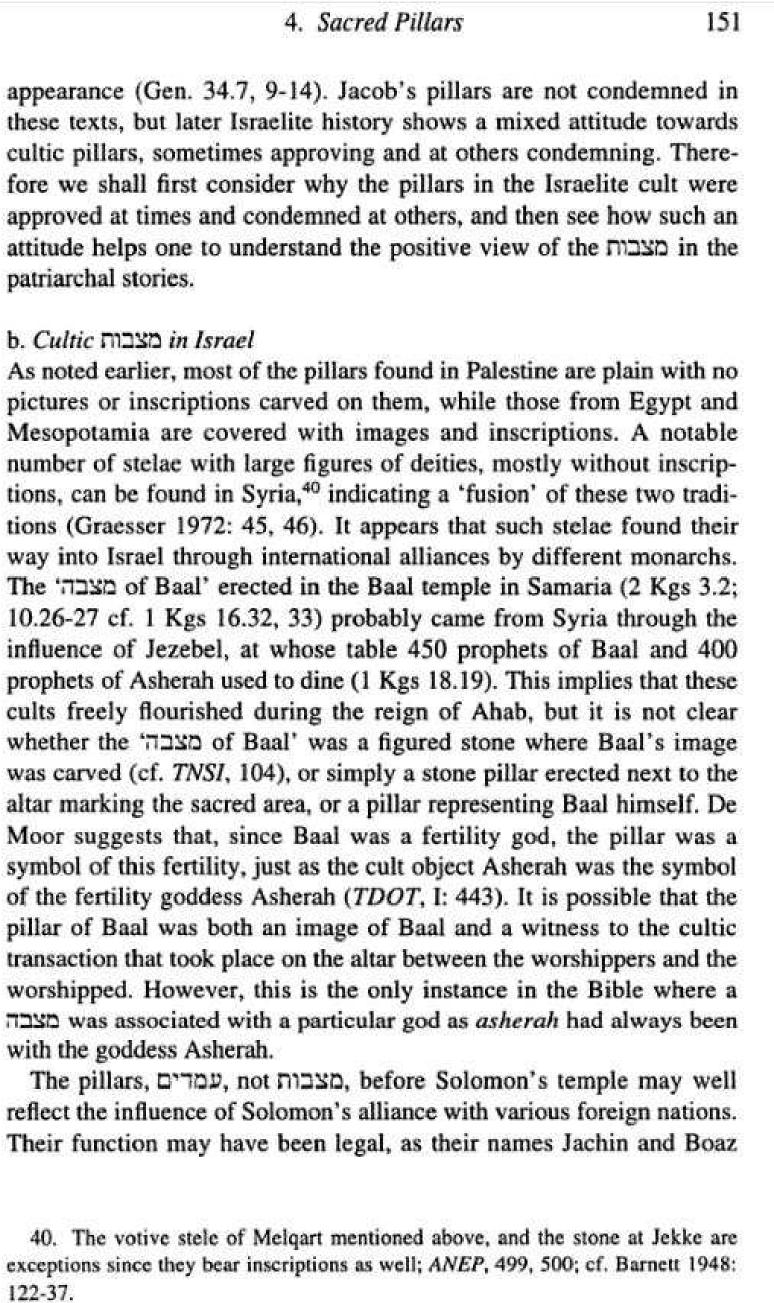 4. Sacred Pillars 151
appearance (Gen. 34.7, 9-14). Jacob's pillars are not condemned in
these texts, but later Israelite history shows a mixed attitude towards
cultic pillars, sometimes approving and at others condemning. There-
fore we shall first consider why the pillars in the Israelite cult were
approved at times and condemned at others, and then see how such an
attitude helps one to understand the positive view of the מצבות in the
patriarchal stories.
b. Cultic מצבות in Israel
As noted earlier, most of the pillars found in Palestine are plain with no
pictures or inscriptions carved on them, while those from Egypt and
Mesopotamia are covered with images and inscriptions. A notable
number of stelae with large figures of deities, mostly without inscrip-
tions, can be found in Syria,⁴⁰ indicating a 'fusion' of these two tradi-
tions (Graesser 1972: 45, 46). It appears that such stelae found their
way into Israel through international alliances by different monarchs.
The 'מצבה of Baal' erected in the Baal temple in Samaria (2 Kgs 3.2;
10.26-27 cf. 1 Kgs 16.32, 33) probably came from Syria through the
influence of Jezebel, at whose table 450 prophets of Baal and 400
prophets of Asherah used to dine (1 Kgs 18.19). This implies that these
cults freely flourished during the reign of Ahab, but it is not clear
whether the 'מצבה of Baal' was a figured stone where Baal's image
was carved (cf. TNSI, 104), or simply a stone pillar erected next to the
altar marking the sacred area, or a pillar representing Baal himself. De
Moor suggests that, since Baal was a fertility god, the pillar was a
symbol of this fertility, just as the cult object Asherah was the symbol
of the fertility goddess Asherah (TDOT, I: 443). It is possible that the
pillar of Baal was both an image of Baal and a witness to the cultic
transaction that took place on the altar between the worshippers and the
worshipped. However, this is the only instance in the Bible where a
מצבה was associated with a particular god as asherah had always been
with the goddess Asherah.
The pillars, עמדים, not מצבות, before Solomon's temple may well
reflect the influence of Solomon's alliance with various foreign nations.
Their function may have been legal, as their names Jachin and Boaz
40. The votive stele of Melqart mentioned above, and the stone at Jekke are
exceptions since they bear inscriptions as well; ANEP, 499, 500; cf. Barnett 1948:
122-37.